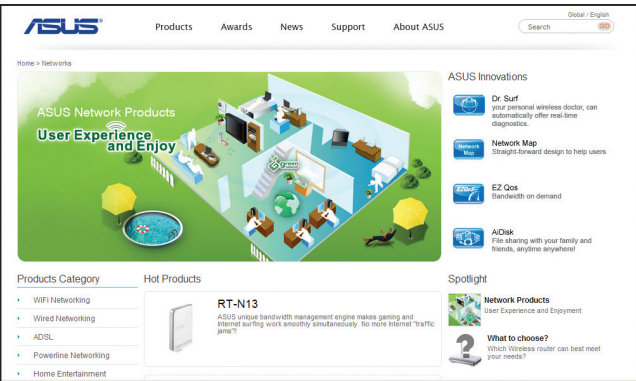 Global / English
ASUS
Products Awards News Support About ASUS
Search GO
Home > Networks
ASUS Network Products
User Experience
and Enjoy
green
ASUS Innovations
Dr. Surf
your personal wireless doctor, can
automatically offer real-time
diagnostics.
Network
Map
Network Map
Straight-forward design to help users
EZQoS
EZ Qos
Bandwidth on demand
AiDisk
File sharing with your family and
friends, anytime anywhere!
Products Category
WiFi Networking
Wired Networking
ADSL
Powerline Networking
Home Entertainment
Hot Products
RT-N13
ASUS unique bandwidth management engine makes gaming and
Internet surfing work smoothly simultaneously. No more Internet "traffic
jams"!
Spotlight
Network Products
User Experience and Enjoyment
What to choose?
Which Wireless router can best meet
your needs?